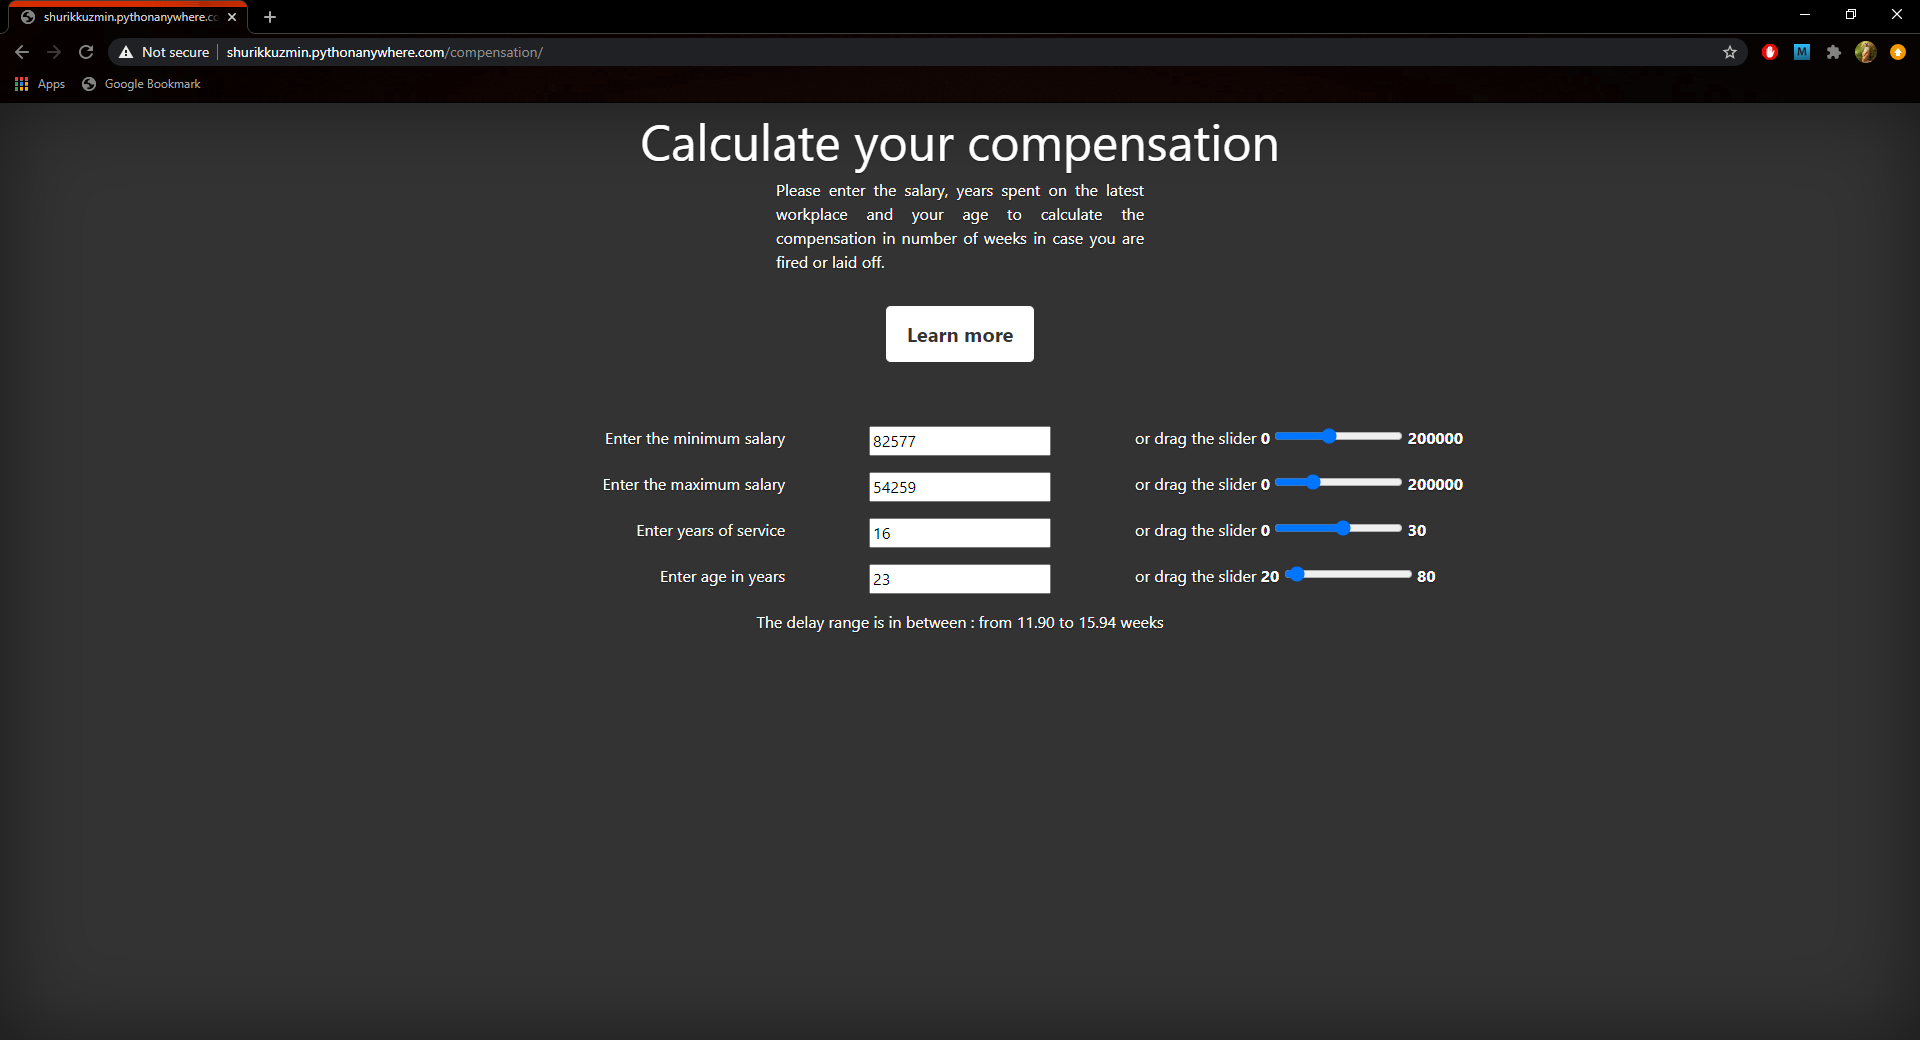 shurikkuzmin.pythonanywhere.co
Not secure shurikkuzmin.pythonanywhere.com/compensation/
M
Apps Google Bookmark
Calculate your compensation
Please enter the salary, years spent on the latest
workplace and your age to calculate the
compensation in number of weeks in case you are
fired or laid off.
Learn more
Enter the minimum salary 82577 or drag the slider 0 200000
Enter the maximum salary 54259 or drag the slider 0 200000
Enter years of service 16 or drag the slider 0 30
Enter age in years 23 or drag the slider 20 80
The delay range is in between : from 11.90 to 15.94 weeks